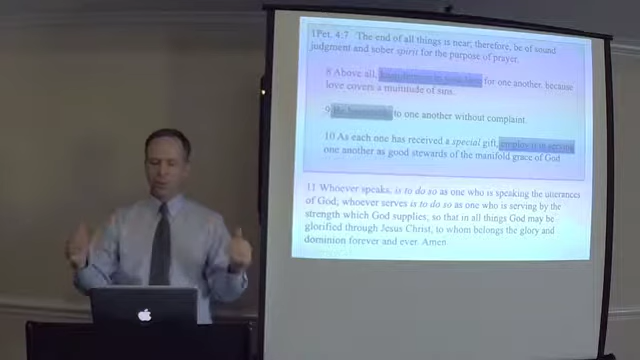 1Pet. 4.7 The end of all things is near; therefore, be of sound
judgment and sober spirit for the purpose of prayer.
8 Above all, for one another, because
love covers a multitude of sins.
9 Be hospitable to one another without complaint.
10 As each one has received a special gift, employ it in serving
one another as good stewards of the manifold grace of God
11 Whoever speaks, is to do so as one who is speaking the utterances
of God; whoever serves is to do so as one who is serving by the
strength which God supplies; so that in all things God may be
glorified through Jesus Christ, to whom belongs the glory and
dominion forever and ever. Amen.